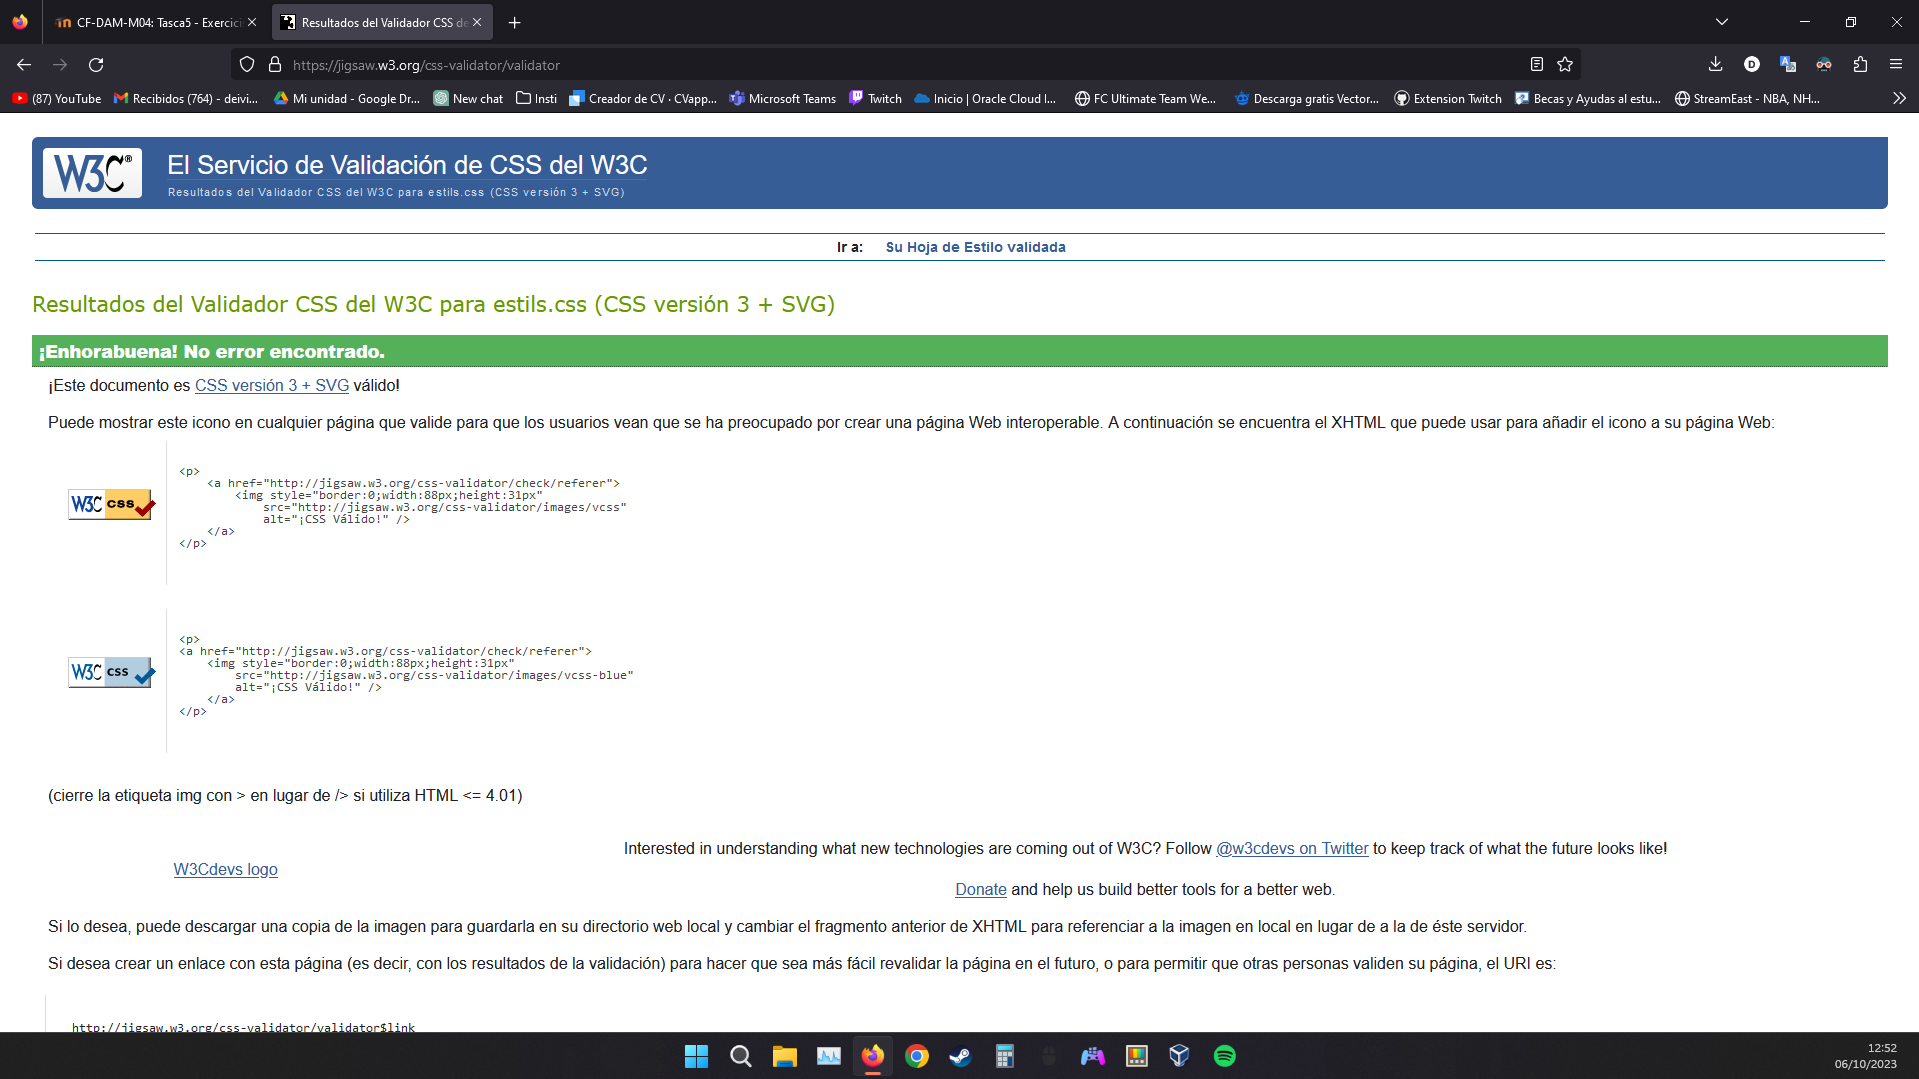 CF-DAM-M04: Tasca5 - Exercici
Resultados del Validador CSS de
https://jigsaw.w3.org/css-validator/validator
(87) YouTube
Recibidos (764) - deivi...
Mi unidad - Google Dr...
New chat
Insti
Creador de CV · CVapp...
Microsoft Teams
Twitch
Inicio | Oracle Cloud I...
FC Ultimate Team We...
Descarga gratis Vector...
Extension Twitch
Becas y Ayudas al estu...
StreamEast - NBA, NH...
W3C®
El Servicio de Validación de CSS del W3C
Resultados del Validador CSS del W3C para estils.css (CSS versión 3 + SVG)
Ir a: Su Hoja de Estilo validada
Resultados del Validador CSS del W3C para estils.css (CSS versión 3 + SVG)
¡Enhorabuena! No error encontrado.
¡Este documento es CSS versión 3 + SVG válido!
Puede mostrar este icono en cualquier página que valide para que los usuarios vean que se ha preocupado por crear una página Web interoperable. A continuación se encuentra el XHTML que puede usar para añadir el icono a su página Web:
W3C css
<p>
<a href="http://jigsaw.w3.org/css-validator/check/referer">
<img style="border:0;width:88px;height:31px"
src="http://jigsaw.w3.org/css-validator/images/vcss"
alt="¡CSS Válido!" />
</a>
</p>
W3C css
<p>
<a href="http://jigsaw.w3.org/css-validator/check/referer">
<img style="border:0;width:88px;height:31px"
src="http://jigsaw.w3.org/css-validator/images/vcss-blue"
alt="¡CSS Válido!" />
</a>
</p>
(cierre la etiqueta img con > en lugar de /> si utiliza HTML <= 4.01)
W3Cdevs logo
Interested in understanding what new technologies are coming out of W3C? Follow @w3cdevs on Twitter to keep track of what the future looks like!
Donate and help us build better tools for a better web.
Si lo desea, puede descargar una copia de la imagen para guardarla en su directorio web local y cambiar el fragmento anterior de XHTML para referenciar a la imagen en local en lugar de a la de éste servidor.
Si desea crear un enlace con esta página (es decir, con los resultados de la validación) para hacer que sea más fácil revalidar la página en el futuro, o para permitir que otras personas validen su página, el URI es:
http://jigsaw.w3.org/css-validator/validator$link
12:52
06/10/2023